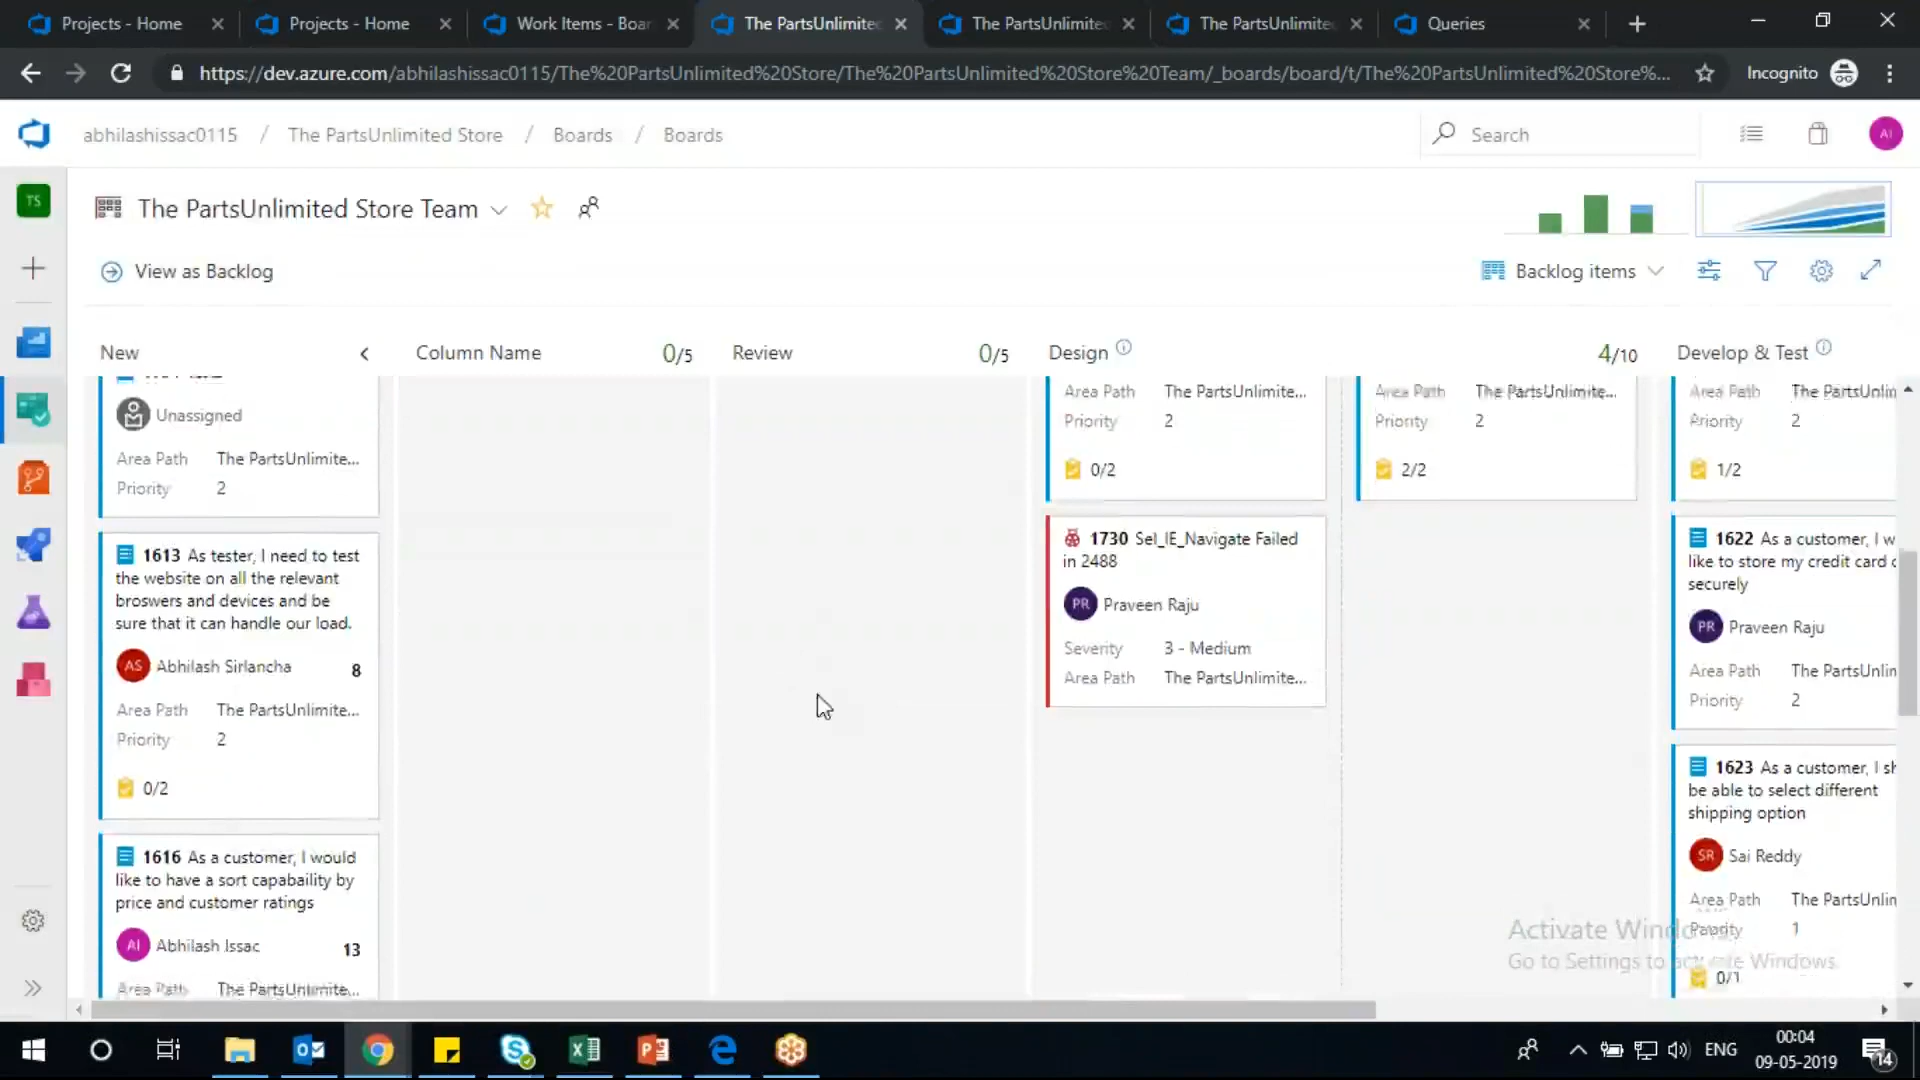 Projects - Home
Projects - Home
Work Items - Boar
The PartsUnlimited
The PartsUnlimited
The PartsUnlimite
Queries
https://dev.azure.com/abhilashissac0115/The%20PartsUnlimited%20Store/The%20PartsUnlimited%20Store%20Team/_boards/board/t/The%20PartsUnlimited%20Store%...
Incognito
abhilashissac0115 / The PartsUnlimited Store / Boards / Boards
Search
AI
TS
The PartsUnlimited Store Team
View as Backlog
Backlog items
New
Column Name 0/5
Review 0/5
Design 4/10
Develop & Test
Unassigned
Area Path The PartsUnlimite...
Priority 2
1613 As tester, I need to test
the website on all the relevant
broswers and devices and be
sure that it can handle our load.
AS Abhilash Sirlancha 8
Area Path The PartsUnlimite...
Priority 2
0/2
1616 As a customer, I would
like to have a sort capabaility by
price and customer ratings
AI Abhilash Issac 13
Area Path The PartsUnlimite...
Area Path The PartsUnlimite...
Priority 2
0/2
1730 Sel_IE_Navigate Failed
in 2488
PR Praveen Raju
Severity 3 - Medium
Area Path The PartsUnlimite...
Area Path The PartsUnlimite...
Priority 2
2/2
Area Path The PartsUnlin
Priority 2
1/2
1622 As a customer, I w
like to store my credit card
securely
PR Praveen Raju
Area Path The PartsUnlin
Priority 2
1623 As a customer, I sh
be able to select different
shipping option
SR Sai Reddy
Area Path The PartsUnlin
Priority 1
0/1
Activate Windows
Go to Settings to activate Windows.
ENG
00:04
09-05-2019
14